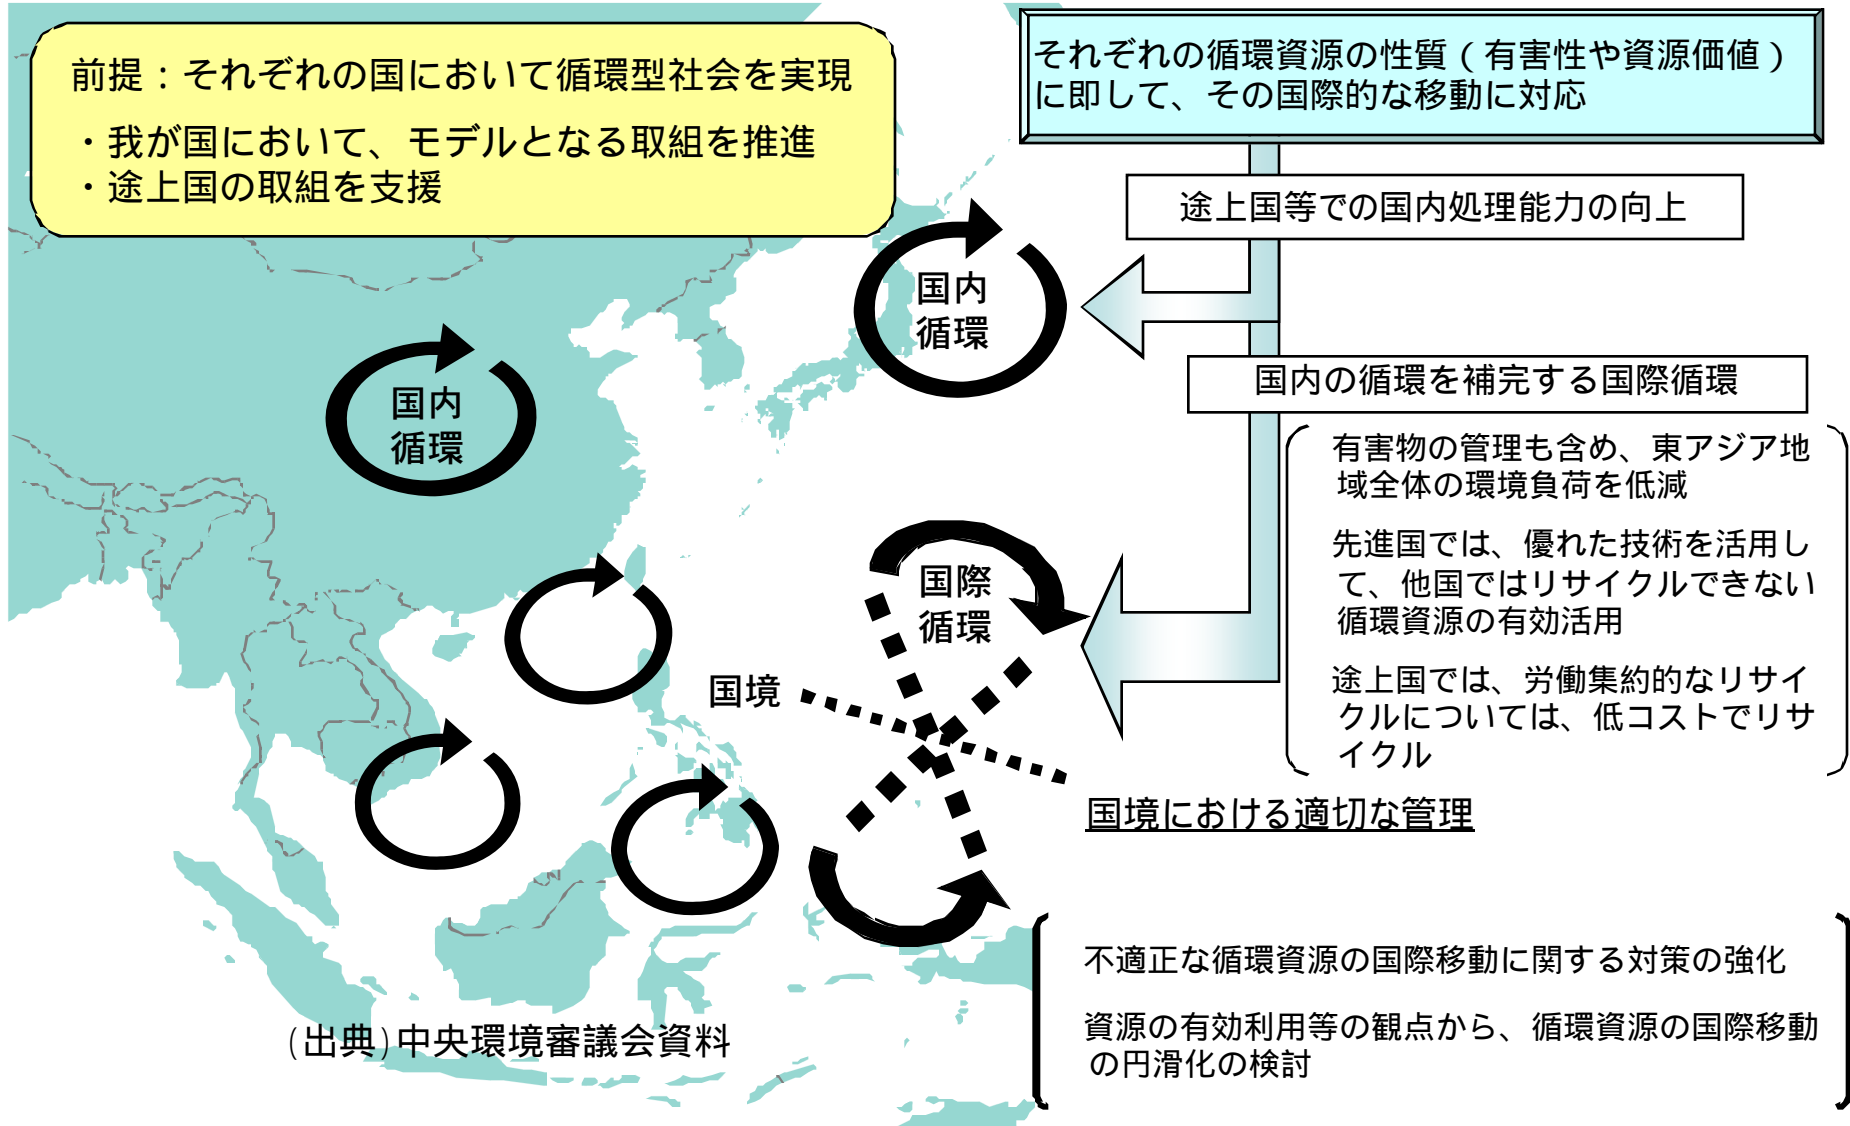 前提：それぞれの国において循環型社会を実現
・我が国において、モデルとなる取組を推進
・途上国の取組を支援
それぞれの循環資源の性質（有害性や資源価値）
に即して、その国際的な移動に対応
途上国等での国内処理能力の向上
国内
循環
国内の循環を補完する国際循環
国内
循環
有害物の管理も含め、東アジア地
域全体の環境負荷を低減
先進国では、優れた技術を活用し
て、他国ではリサイクルできない
循環資源の有効活用
途上国では、労働集約的なリサイ
クルについては、低コストでリサ
イクル
国際
循環
国境
国境における適切な管理
不適正な循環資源の国際移動に関する対策の強化
資源の有効利用等の観点から、循環資源の国際移動
の円滑化の検討
(出典)中央環境審議会資料